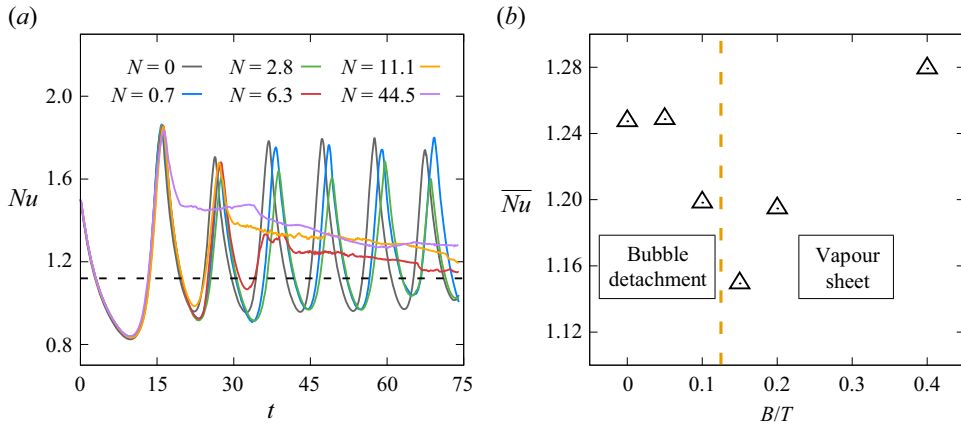 (a)
2.0
1.6
1.2
0.8
Nu
N = 0
N = 2.8
N = 11.1
N = 0.7
N = 6.3
N = 44.5
0
15
30
45
60
75
t
(b)
1.28
1.24
1.20
1.16
1.12
Nu
Bubble
detachment
Vapour
sheet
0
0.1
0.2
0.3
0.4
B/T